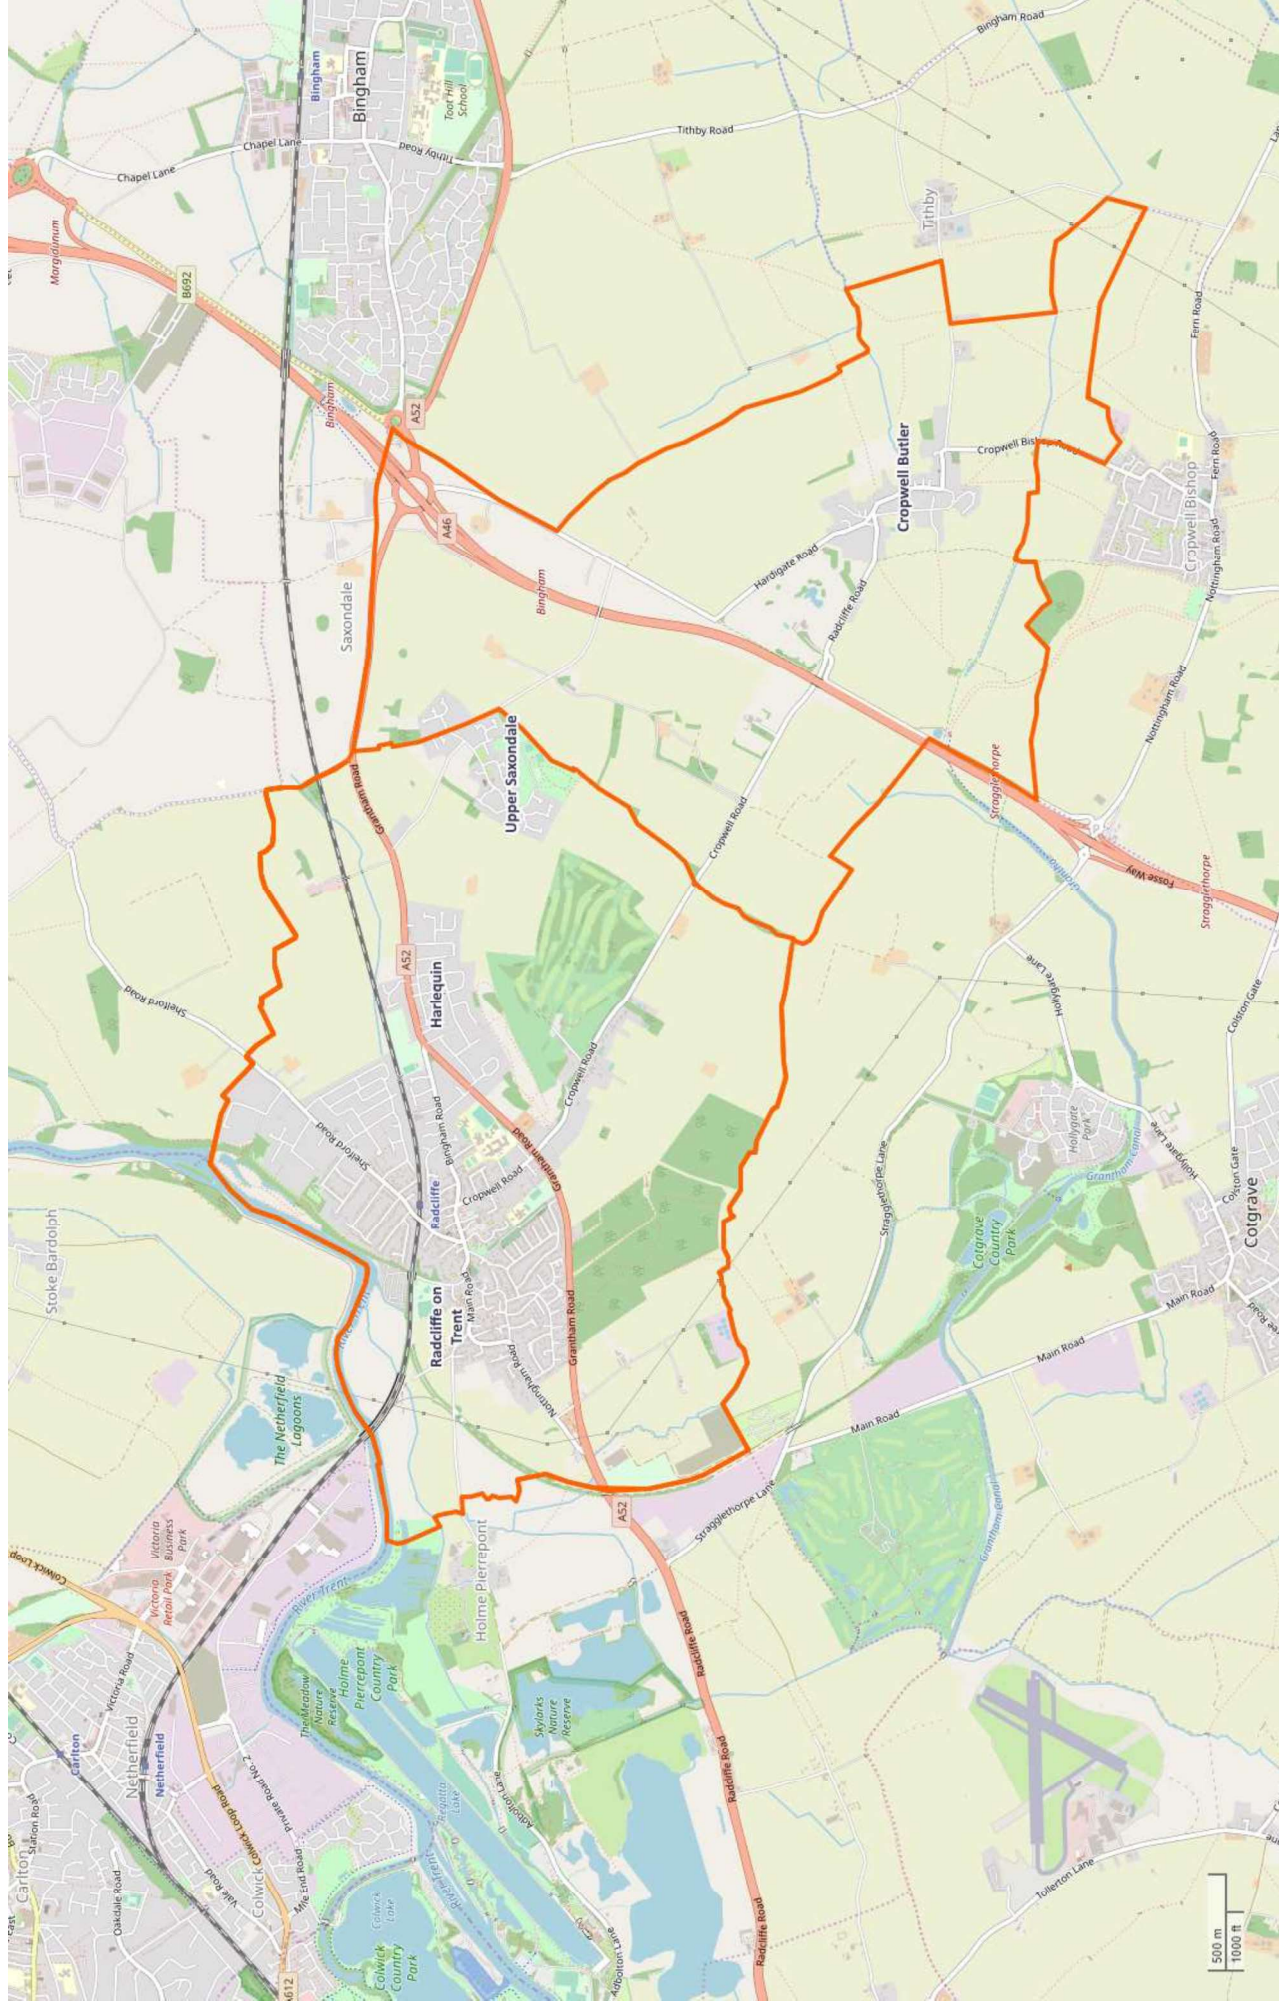 Margidunum
Chapel Lane
Chapel Lane
Bingham
Bingham
Toot Hill
School
Tithby Road
B692
Bingham
A52
Bingham Road
Tithby Road
Tithby
Saxondale
A46
Bingham
Hardigate Road
Radcliffe Road
Cropwell Butler
Cropwell Bishop Road
Cropwell Bishop
Fern Road
Fern Road
Nottingham Road
Nottingham Road
Upper Saxondale
Grantham Road
Cropwell Road
Stragglethorpe
Stragglethorpe
Fosse Way
Shelford Road
A52
Harlequin
Cropwell Road
Hollygate Lane
Colston Gate
Stoke Bardolph
Shelford Road
Radcliffe
Bingham Road
Cropwell Road
Grantham Road
Stragglethorpe Lane
Hollygate
Park
Grantham Canal
Hollygate Lane
Colston Gate
Cotgrave
Cotgrave
Country
Park
River Trent
The Netherfield
Lagoons
Radcliffe on
Trent
Main Road
Nottingham Road
Grantham Road
Main Road
Main Road
Main Road
Victoria
Business
Park
Victoria
Retail Park
Colwick Loop
River Trent
Holme Pierrepont
A52
Stragglethorpe Lane
Grantham Canal
Carlton
Victoria Road
Netherfield
Netherfield
The Meadow
Nature
Reserve
Holme
Pierrepont
Country
Park
Skylarks
Nature
Reserve
Radcliffe Road
Carlton
Station Road
Oakdale Road
Vale Road
Colwick
Colwick Loop Road
Private Road No.2
Mile End Road
Colwick
Lake
Colwick
Country
Park
A612
River Trent
Regatta
Lake
Adbolton Lane
Adbolton Lane
Radcliffe Road
Radcliffe Road
Tollerton Lane
500 m
1000 ft